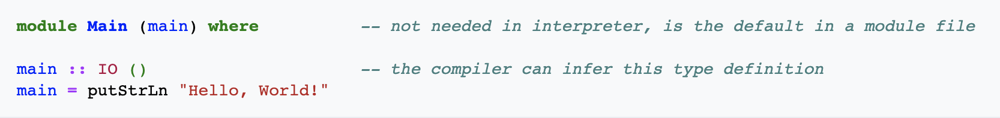 module Main (main) where          -- not needed in interpreter, is the default in a module file
main :: IO ()                     -- the compiler can infer this type definition
main = putStrLn "Hello, World!"